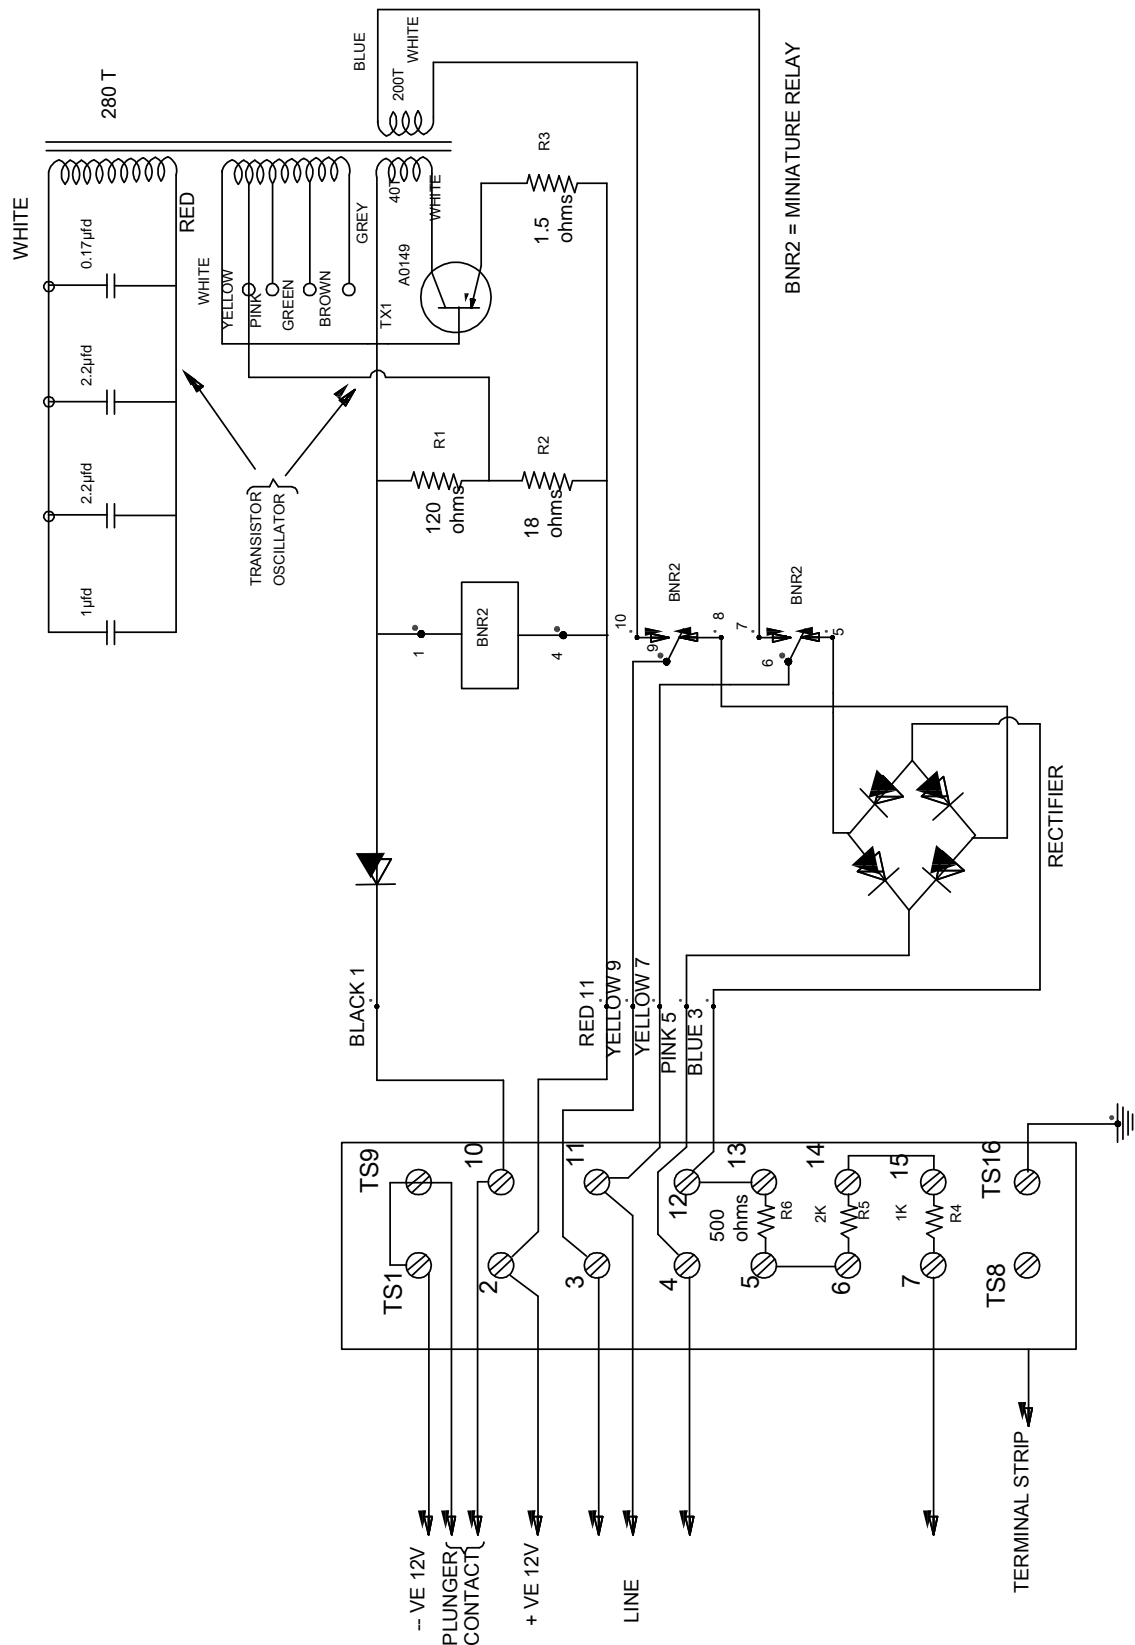 WHITE
280 T
RED
0.17µfd
2.2µfd
2.2µfd
1µfd
TRANSISTOR
OSCILLATOR
WHITE
YELLOW
PINK
GREEN
BROWN
GREY
TX1
40T
WHITE
A0149
BLUE
200T
WHITE
R3
1.5
ohms
R1
120
ohms
R2
18
ohms
BNR2 = MINIATURE RELAY
1
BNR2
4
10
9
8
BNR2
7
6
5
BNR2
RECTIFIER
BLACK 1
RED 11
YELLOW 9
YELLOW 7
PINK 5
BLUE 3
TS9
10
11
12
13
14
15
TS16
500
ohms
R6
2K
R5
1K
R4
TS1
2
3
4
5
6
7
TS8
-- VE 12V
PLUNGER
CONTACT
+ VE 12V
LINE
TERMINAL STRIP